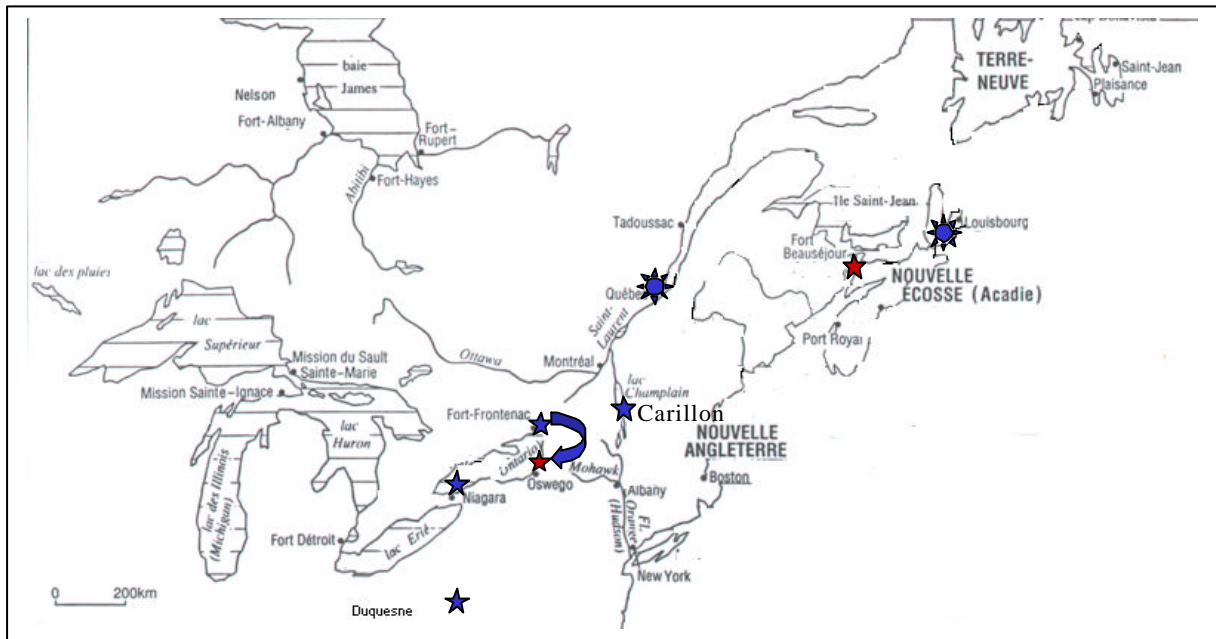 TERRE-
NEUVE
Saint-Jean
Plaisance
baie
James
Nelson
Fort-Albany
Fort-
Rupert
Abitibi
Fort-Hayes
Ile Saint-Jean
Tadoussac
Louisbourg
Fort
Beauséjour
lac des pluies
NOUVELLE
ÉCOSSE (Acadie)
Québe
Saint-
Laurent
lac
Supérieur
Port Royal
Mission du Sault
Sainte-Marie
Ottawa
Montréal
Mission Sainte-Ignace
lac
Champlain
Carillon
Fort-Frontenac
lac
Huron
NOUVELLE
ANGLETERRE
Ontario
Mohawk
Oswego
Boston
Niagara
Albany
lac des Illinois
(Michigan)
Fl.
Orange
(Hudson)
Fort Détroit
lac Erié
New York
0 200km
Duquesne